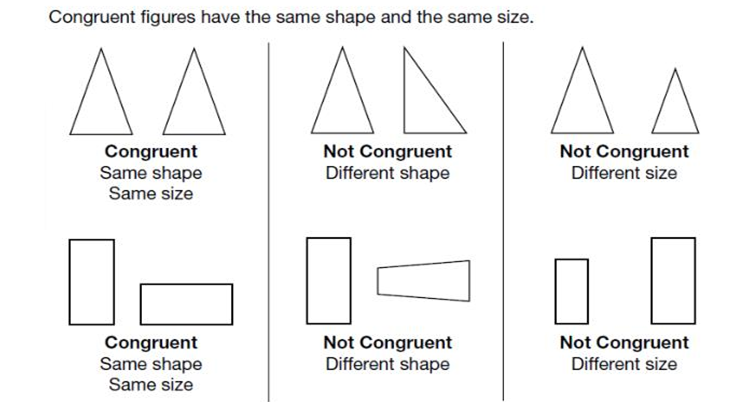 Congruent figures have the same shape and the same size.
Congruent
Same shape
Same size
Not Congruent
Different shape
Not Congruent
Different size
Congruent
Same shape
Same size
Not Congruent
Different shape
Not Congruent
Different size